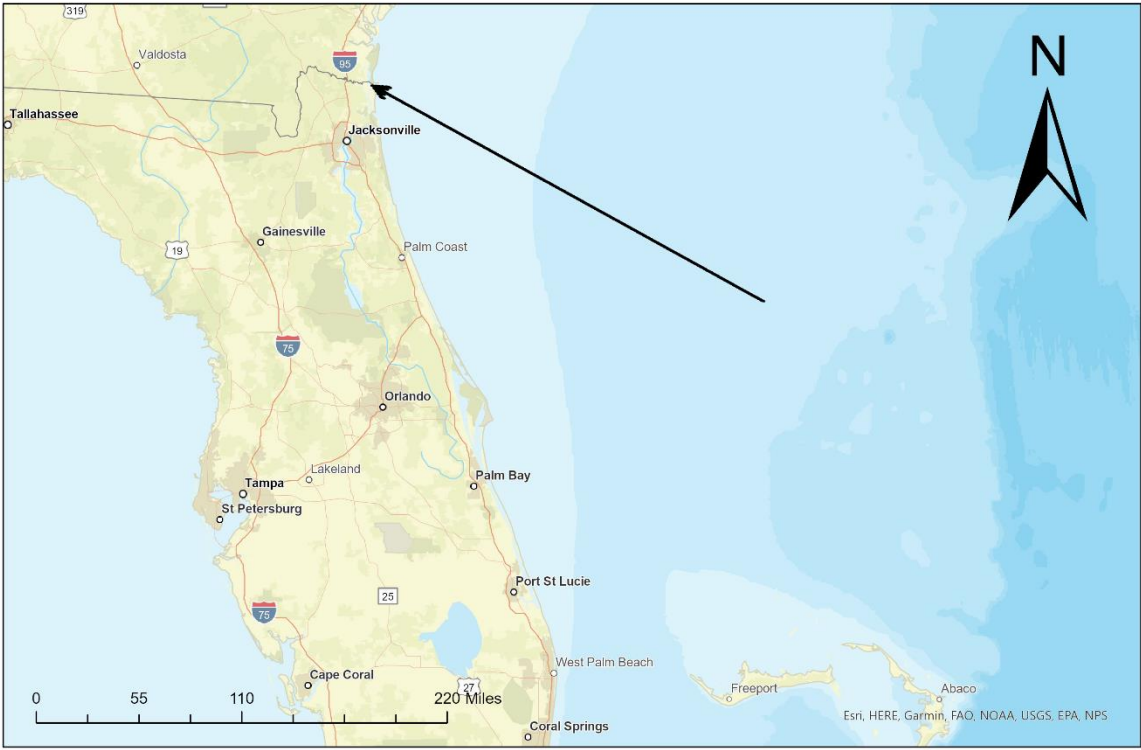 319
Valdosta
95
N
Tallahassee
Jacksonville
Gainesville
19
Palm Coast
75
Orlando
Lakeland
Palm Bay
Tampa
St Petersburg
Port St Lucie
25
75
West Palm Beach
Cape Coral
27
Freeport
Abaco
0 55 110 220 Miles
Esri, HERE, Garmin, FAO, NOAA, USGS, EPA, NPS
Coral Springs